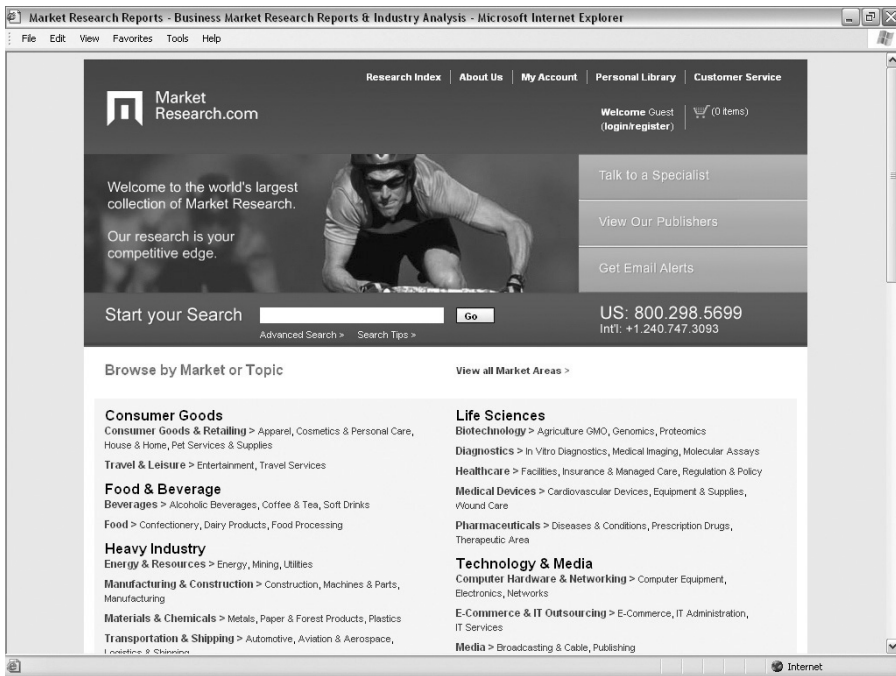 Market Research Reports - Business Market Research Reports & Industry Analysis - Microsoft Internet Explorer
File Edit View Favorites Tools Help
Research Index | About Us | My Account | Personal Library | Customer Service
Market
Research.com
Welcome Guest
(login/register)
(0 items)
Welcome to the world's largest
collection of Market Research.
Our research is your
competitive edge.
Talk to a Specialist
View Our Publishers
Get Email Alerts
Start your Search
Go
Advanced Search > Search Tips >
US: 800.298.5699
Int'l: +1.240.747.3093
Browse by Market or Topic
View all Market Areas >
Consumer Goods
Consumer Goods & Retailing > Apparel, Cosmetics & Personal Care,
House & Home, Pet Services & Supplies
Travel & Leisure > Entertainment, Travel Services
Food & Beverage
Beverages > Alcoholic Beverages, Coffee & Tea, Soft Drinks
Food > Confectionery, Dairy Products, Food Processing
Heavy Industry
Energy & Resources > Energy, Mining, Utilities
Manufacturing & Construction > Construction, Machines & Parts,
Manufacturing
Materials & Chemicals > Metals, Paper & Forest Products, Plastics
Transportation & Shipping > Automotive, Aviation & Aerospace,
Logistics & Shipping
Life Sciences
Biotechnology > Agriculture GMO, Genomics, Proteomics
Diagnostics > In Vitro Diagnostics, Medical Imaging, Molecular Assays
Healthcare > Facilities, Insurance & Managed Care, Regulation & Policy
Medical Devices > Cardiovascular Devices, Equipment & Supplies,
Wound Care
Pharmaceuticals > Diseases & Conditions, Prescription Drugs,
Therapeutic Area
Technology & Media
Computer Hardware & Networking > Computer Equipment,
Electronics, Networks
E-Commerce & IT Outsourcing > E-Commerce, IT Administration,
IT Services
Media > Broadcasting & Cable, Publishing
Internet